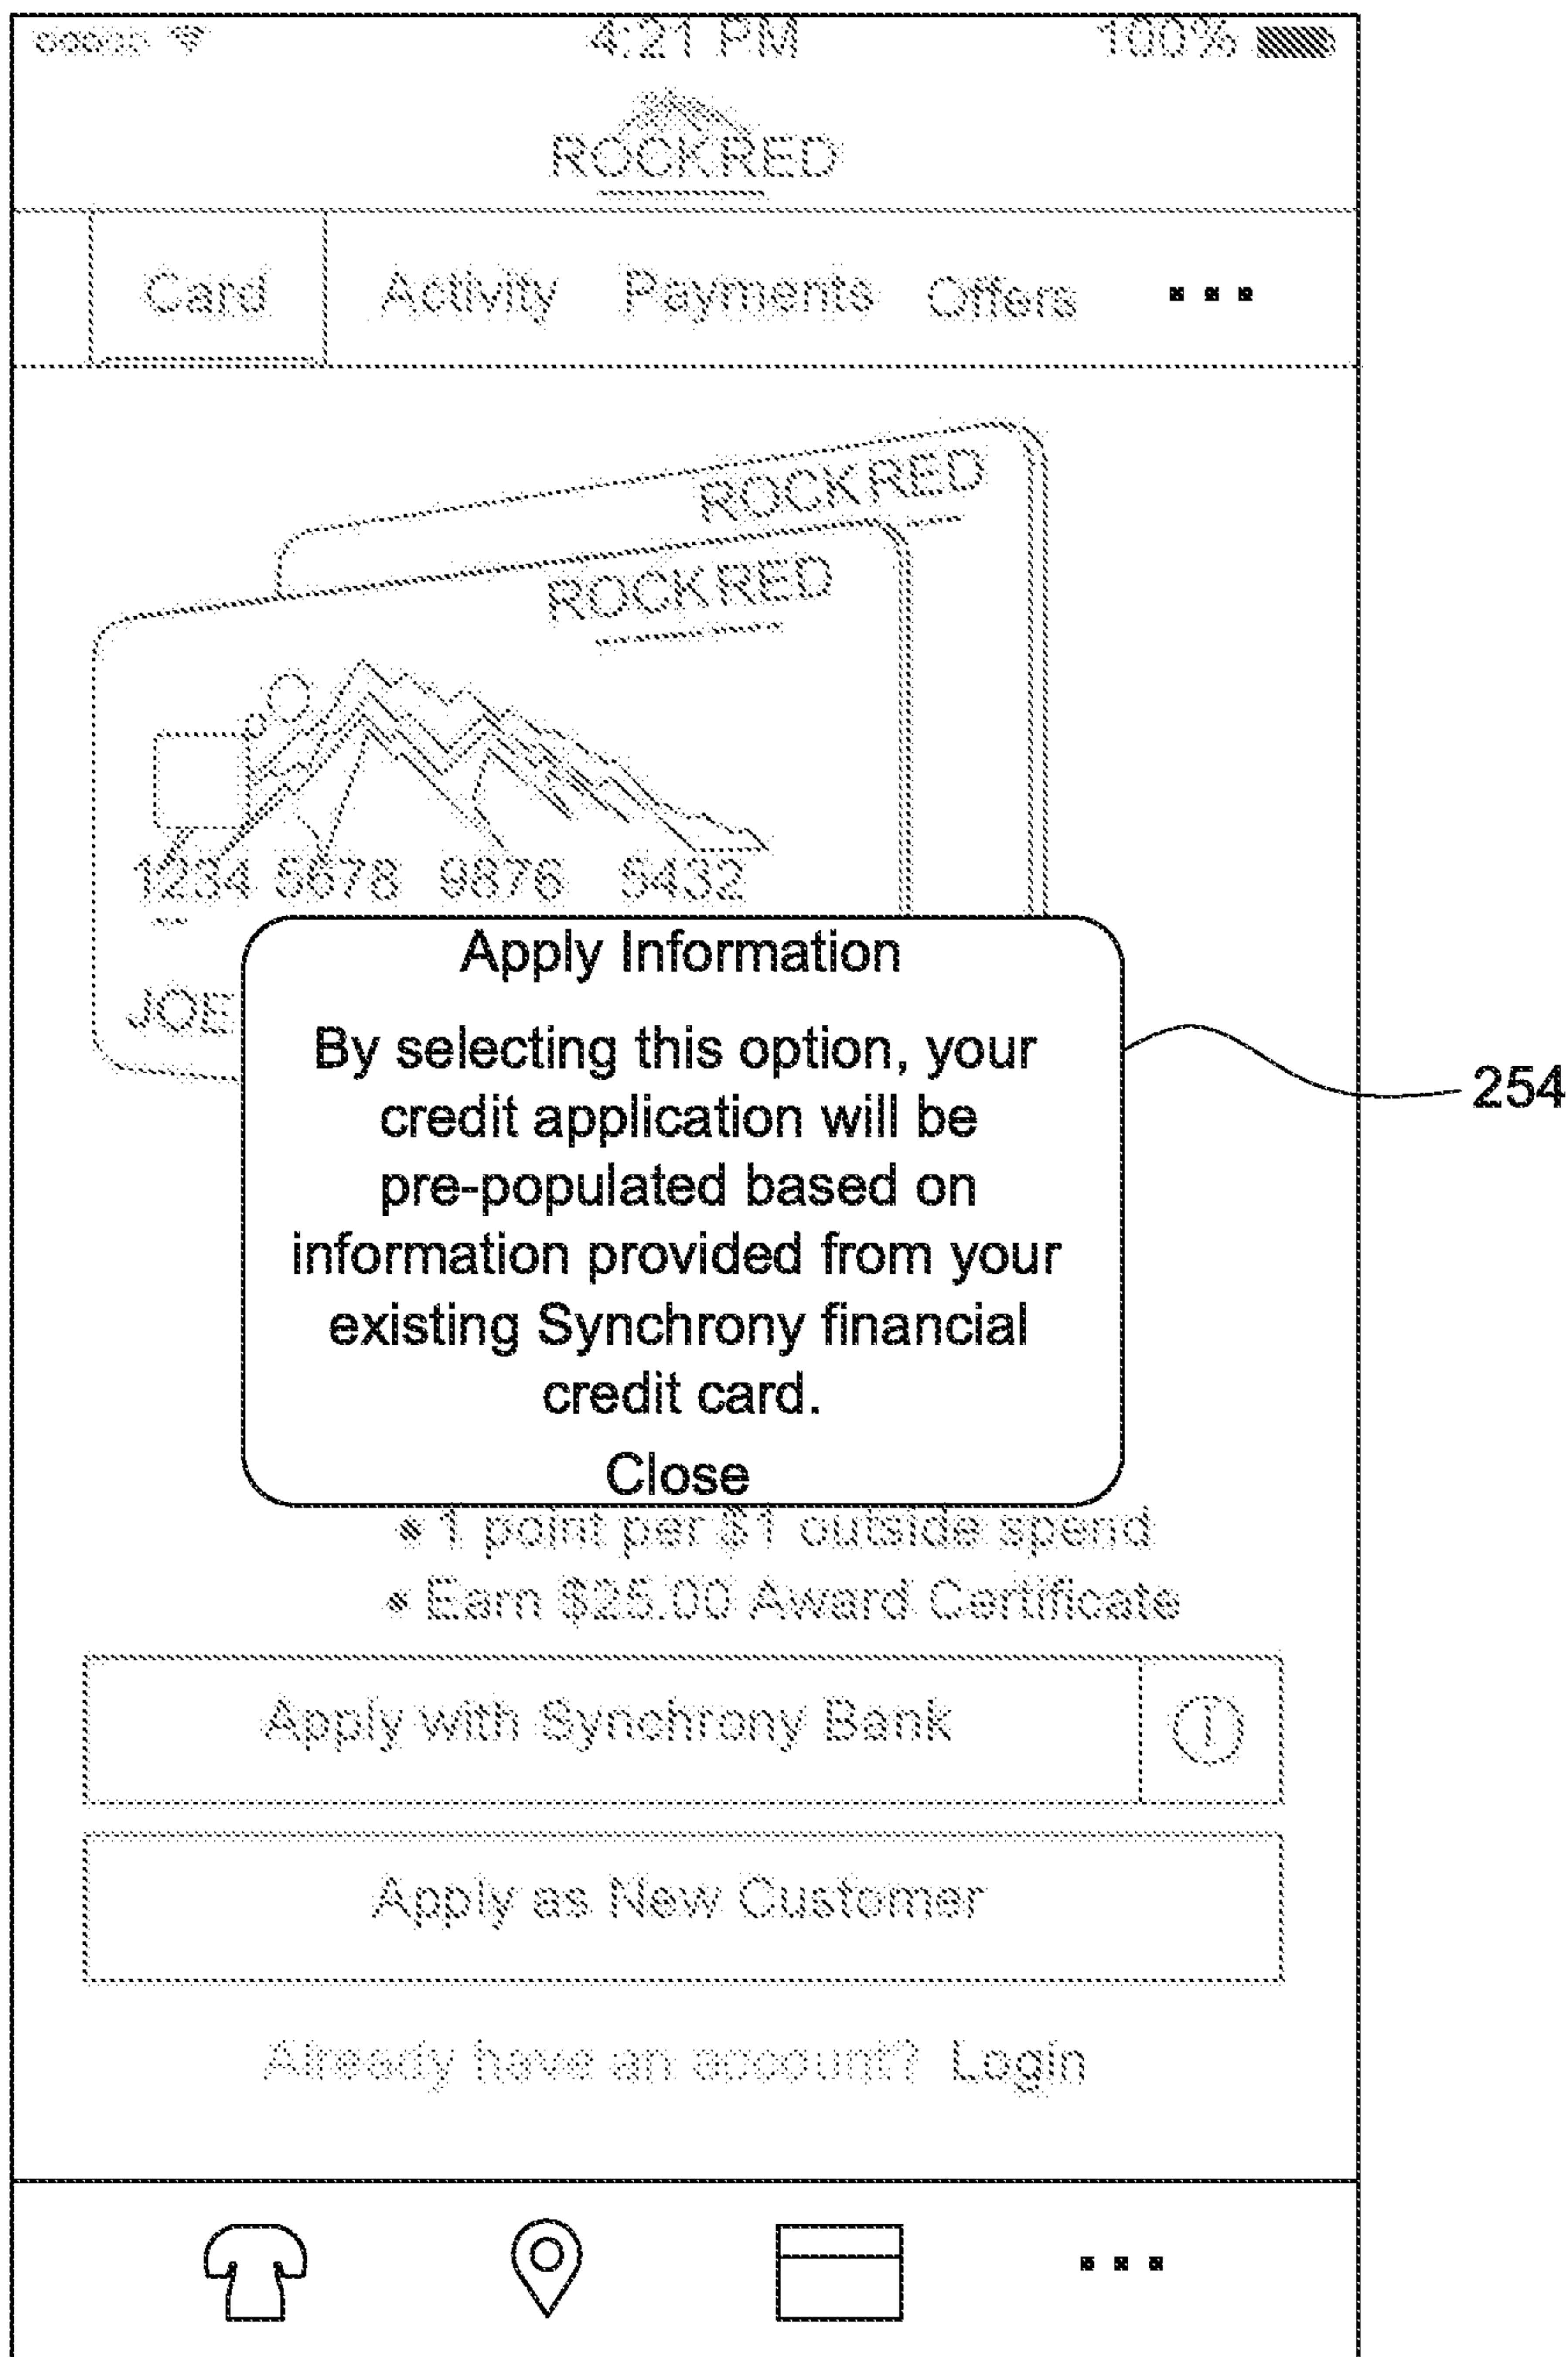 4:21 PM 100%
ROCKRED
Card Activity Payments Offers ...
ROCKRED
ROCKRED
1234 5678 9876 5432
JOE
Apply Information
By selecting this option, your
credit application will be
pre-populated based on
information provided from your
existing Synchrony financial
credit card.
Close
254
• 1 point per $1 outside spend
• Earn $25.00 Award Certificate
Apply with Synchrony Bank
Apply as New Customer
Already have an account? Login
...